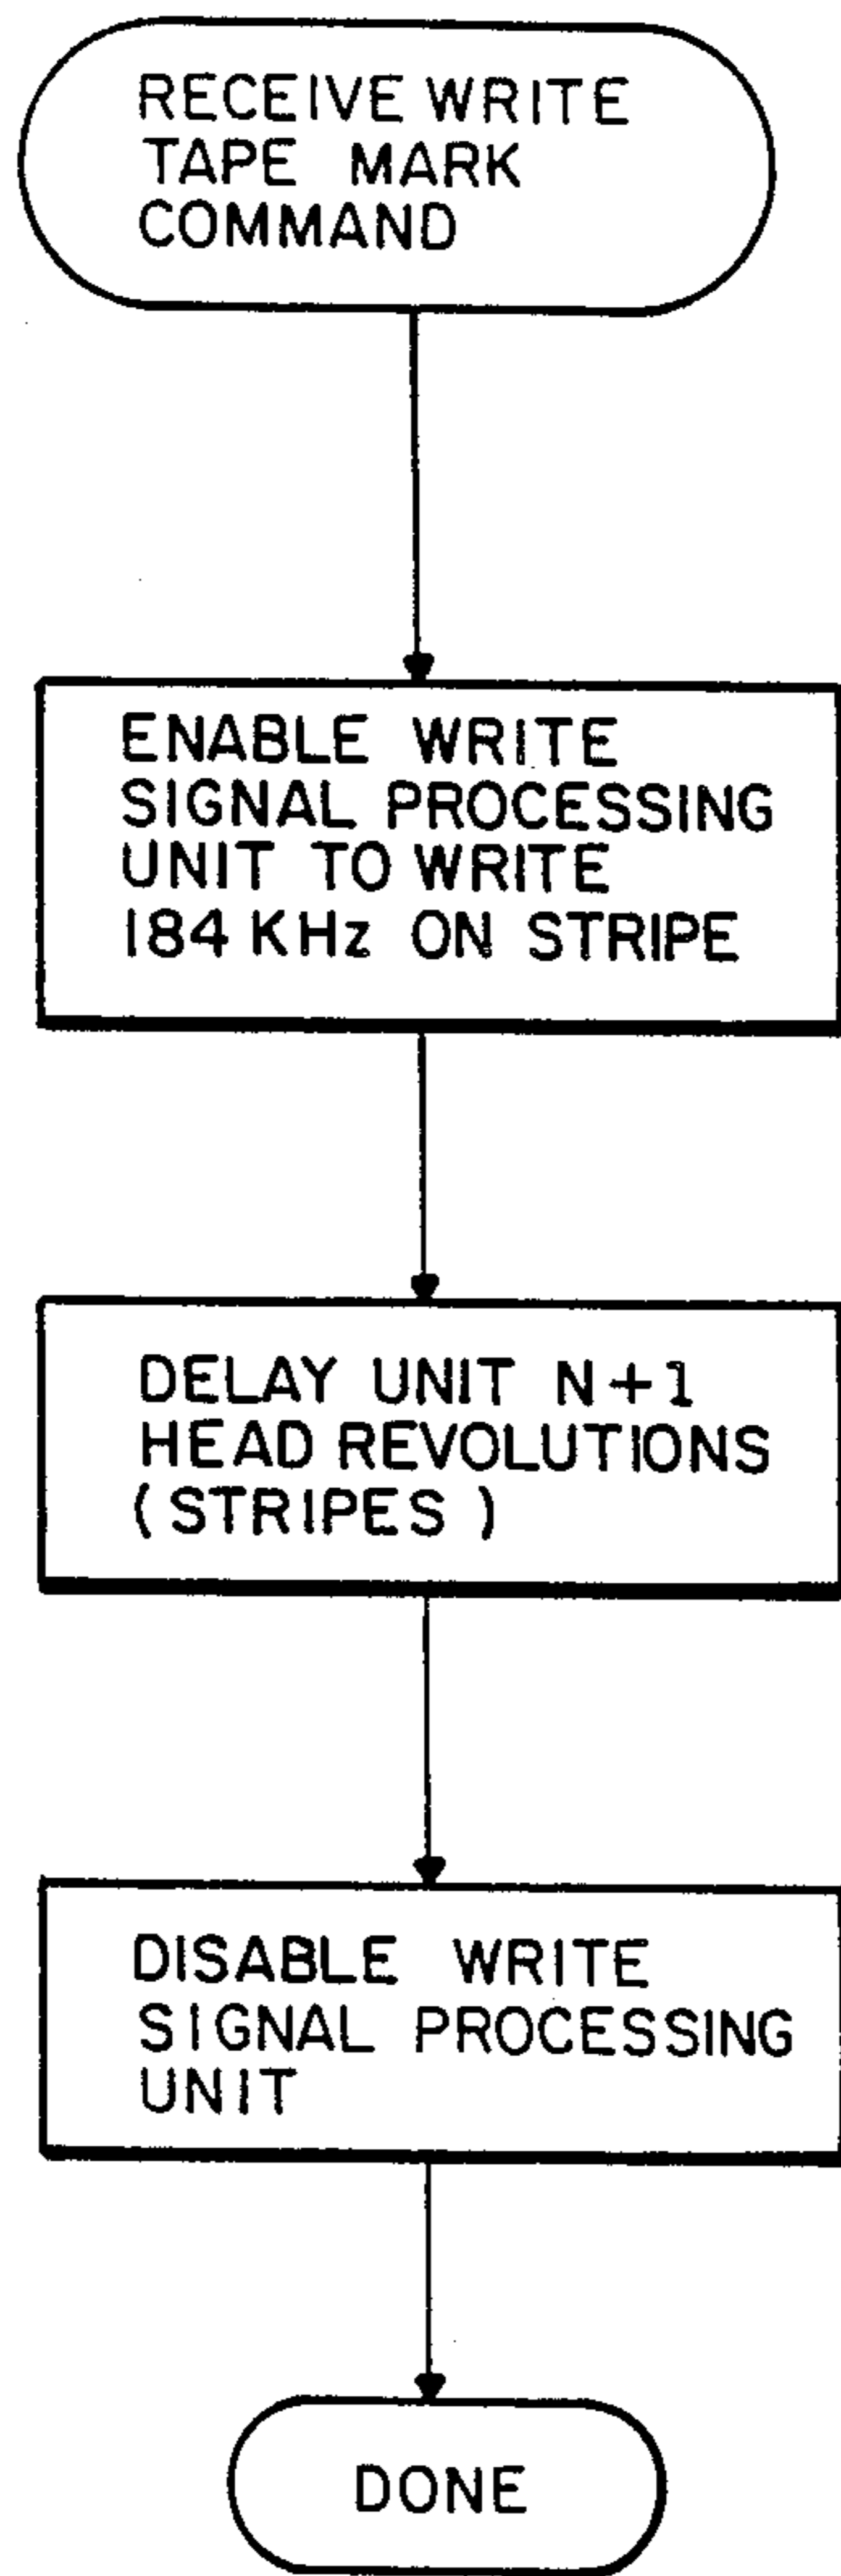 RECEIVE WRITE
TAPE MARK
COMMAND
ENABLE WRITE
SIGNAL PROCESSING
UNIT TO WRITE
184 KHz ON STRIPE
DELAY UNIT N+1
HEAD REVOLUTIONS
(STRIPES)
DISABLE WRITE
SIGNAL PROCESSING
UNIT
DONE